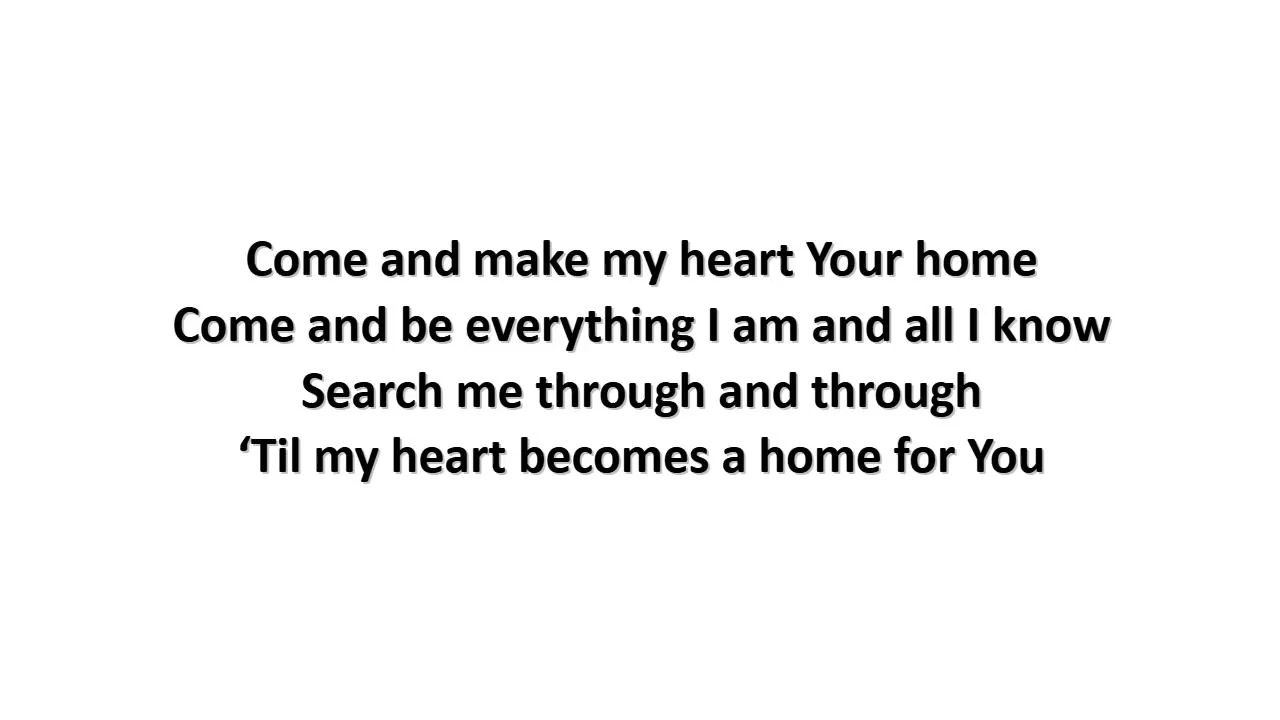 Come and make my heart Your home
Come and be everything I am and all I know
Search me through and through
‘Til my heart becomes a home for You